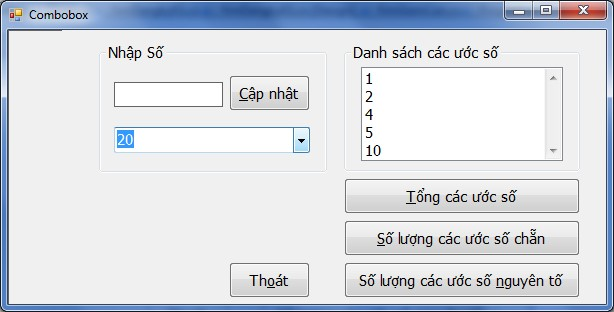 Combobox
Nhập Số
Cập nhật
20
Danh sách các ước số
1
2
4
5
10
Tổng các ước số
Số lượng các ước số chẵn
Thoát
Số lượng các ước số nguyên tố